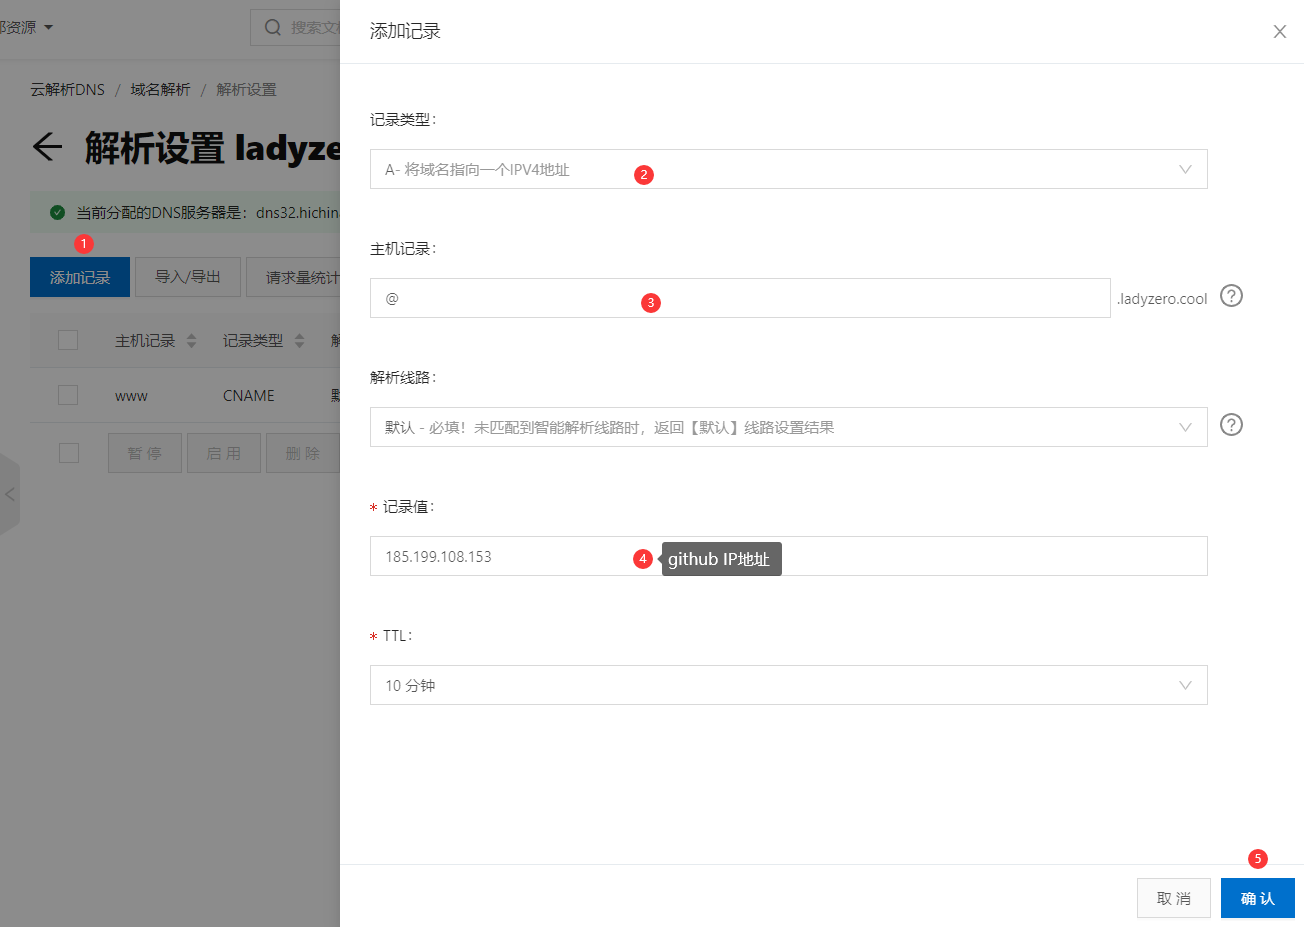 部资源
搜索文
添加记录
云解析DNS / 域名解析 / 解析设置
解析设置 ladyze
当前分配的DNS服务器是：dns32.hichin
1
添加记录
导入/导出
请求量统计
主机记录
记录类型
www
CNAME
暂 停
启 用
删 除
记录类型：
A- 将域名指向一个IPV4地址
2
主机记录：
@
3
.ladyzero.cool
?
解析线路：
默认 - 必填！未匹配到智能解析线路时，返回【默认】线路设置结果
?
* 记录值：
185.199.108.153
4
github IP地址
* TTL：
10 分钟
5
取 消
确 认